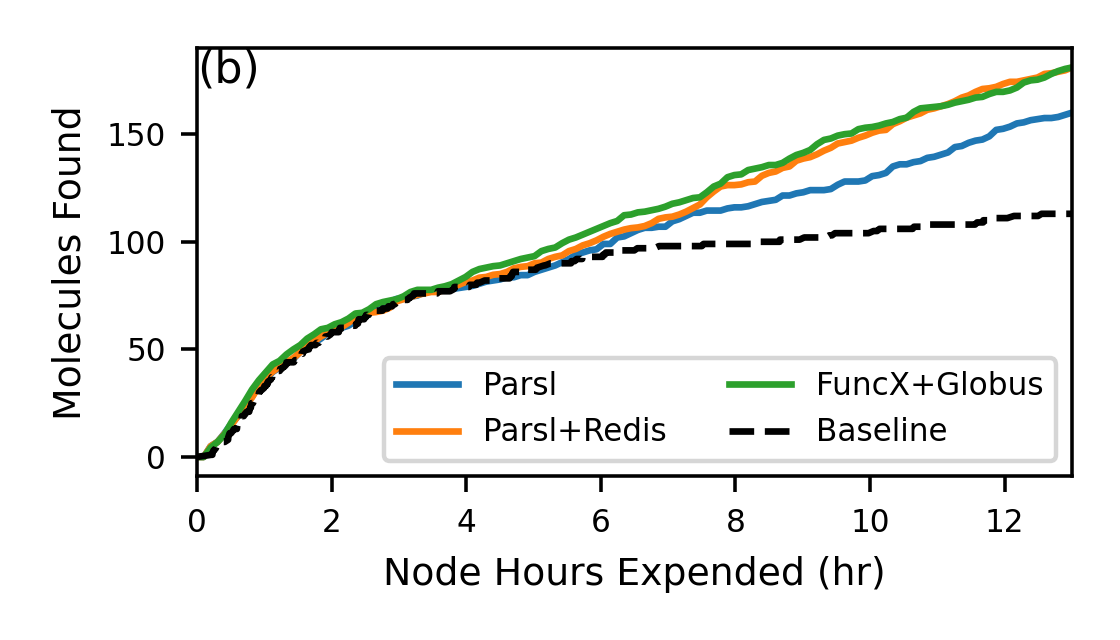 (b)
Molecules Found
150
100
50
0
Parsl
Parsl+Redis
FuncX+Globus
Baseline
0 2 4 6 8 10 12
Node Hours Expended (hr)